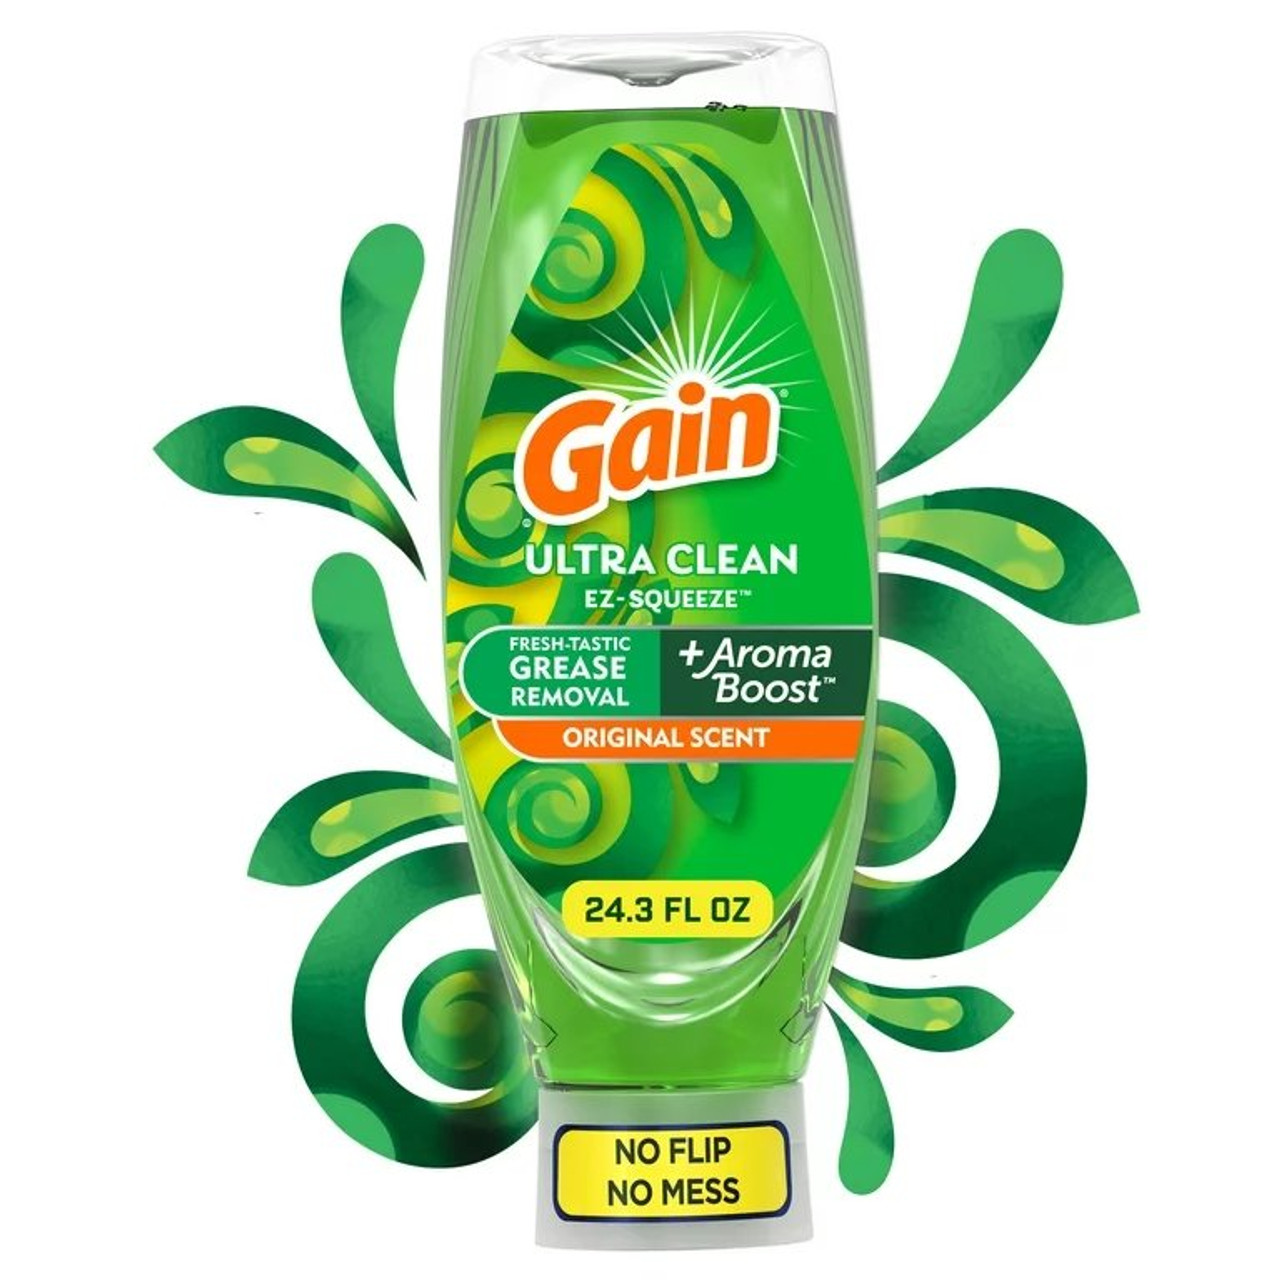 Gain
ULTRA CLEAN
EZ-SQUEEZE™
FRESH-TASTIC
GREASE
REMOVAL
+Aroma
Boost™
ORIGINAL SCENT
24.3 FL OZ
NO FLIP
NO MESS